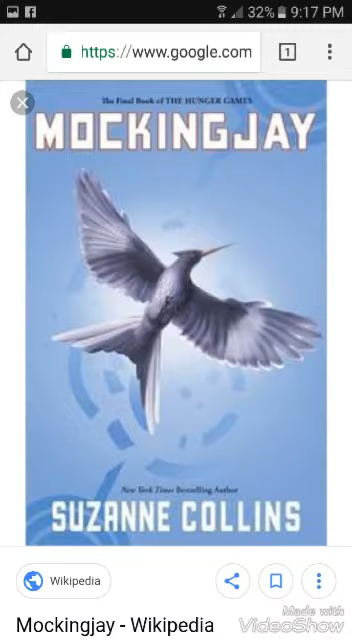 32% 9:17 PM
https://www.google.com 1
The Final Book of THE HUNGER GAMES
MOCKINGJAY
New York Times Bestselling Author
SUZANNE COLLINS
Wikipedia
Mockingjay - Wikipedia
Made with
VideoShow